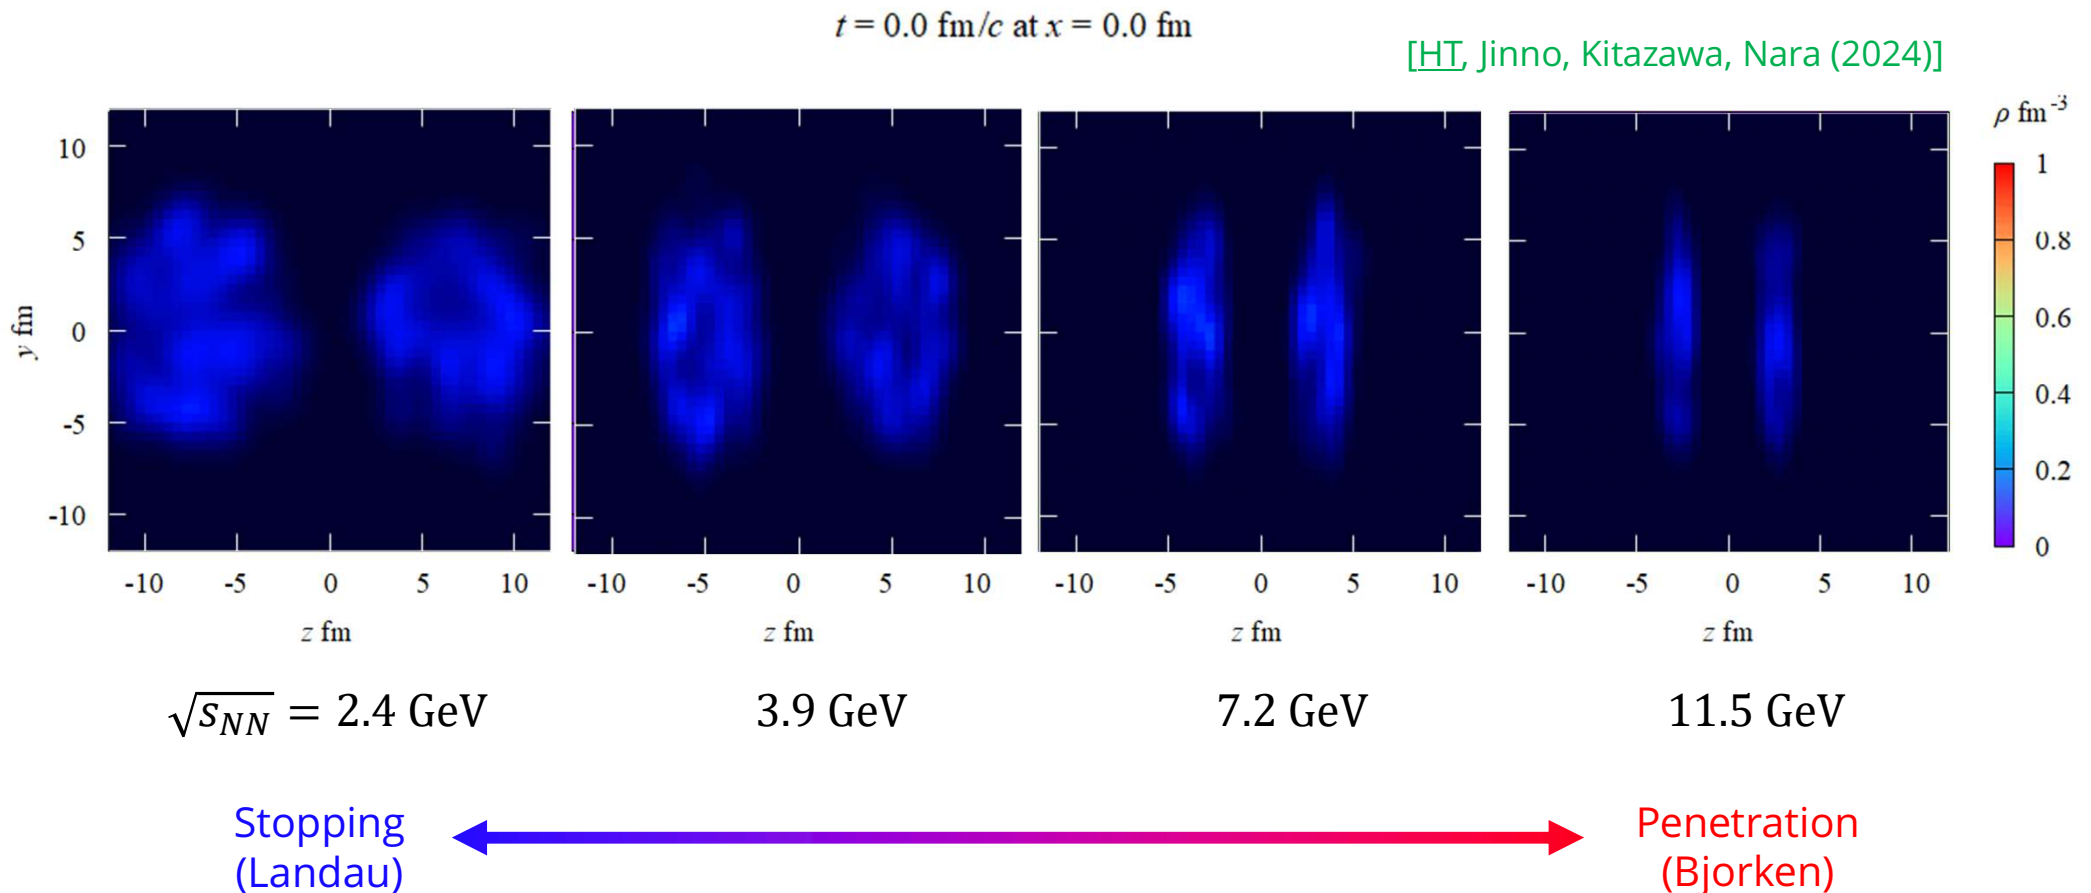 t = 0.0 fm/c at x = 0.0 fm
[HT, Jinno, Kitazawa, Nara (2024)]
ρ fm⁻³
10
5
0
-5
-10
y fm
1
0.8
0.6
0.4
0.2
0
-10 -5 0 5 10
-10 -5 0 5 10
-10 -5 0 5 10
-10 -5 0 5 10
z fm
z fm
z fm
z fm
√s_NN = 2.4 GeV
3.9 GeV
7.2 GeV
11.5 GeV
Stopping
(Landau)
Penetration
(Bjorken)